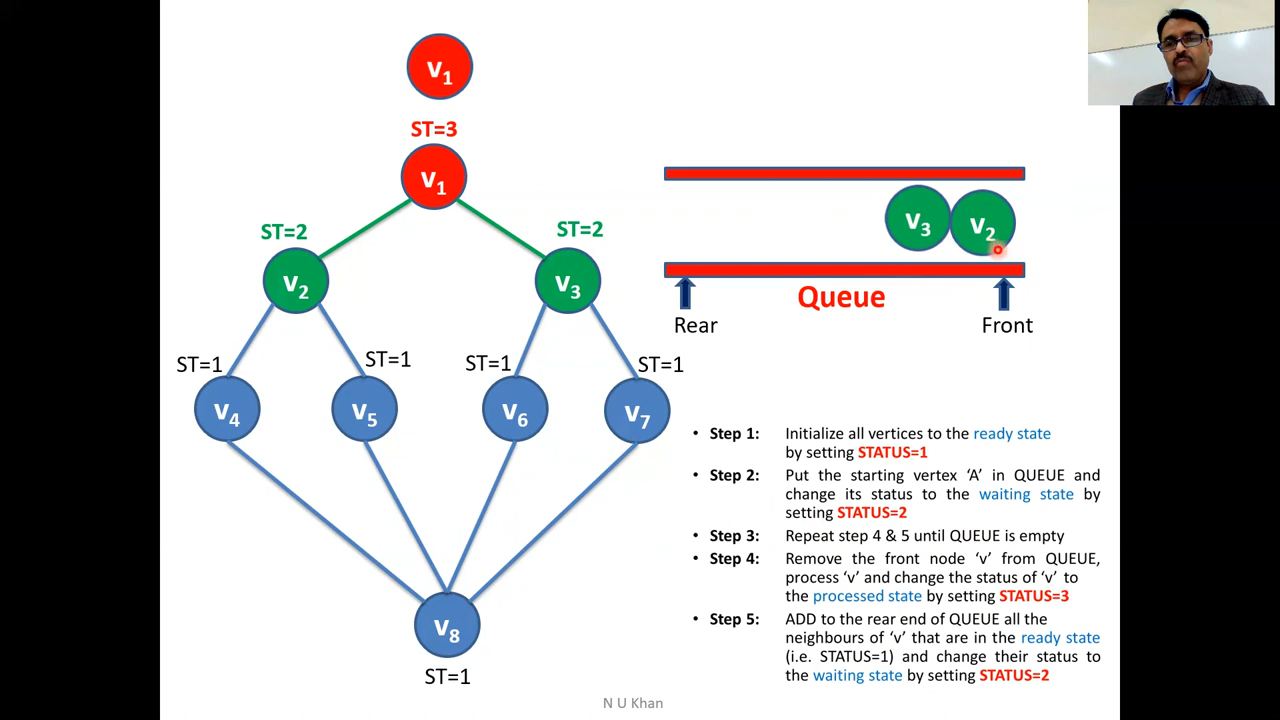 v1
ST=3
v1
ST=2
ST=2
v2
v3
v3
v2
Queue
Rear
Front
ST=1
ST=1
ST=1
ST=1
v4
v5
v6
v7
v8
ST=1
• Step 1: Initialize all vertices to the ready state
by setting STATUS=1
• Step 2: Put the starting vertex ‘A’ in QUEUE and
change its status to the waiting state by
setting STATUS=2
• Step 3: Repeat step 4 & 5 until QUEUE is empty
• Step 4: Remove the front node ‘v’ from QUEUE,
process ‘v’ and change the status of ‘v’ to
the processed state by setting STATUS=3
• Step 5: ADD to the rear end of QUEUE all the
neighbours of ‘v’ that are in the ready state
(i.e. STATUS=1) and change their status to
the waiting state by setting STATUS=2
N U Khan